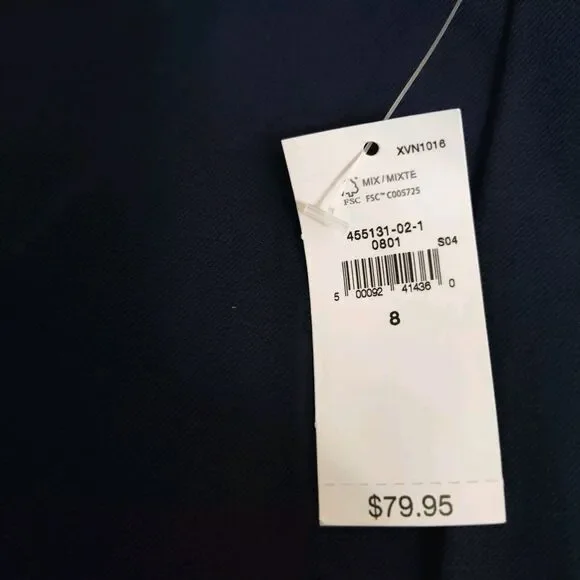 XVN1016
MIX / MIXTE
FSC FSC™ C005725
455131-02-1
0801 S04
5 00092 41436 0
8
$79.95